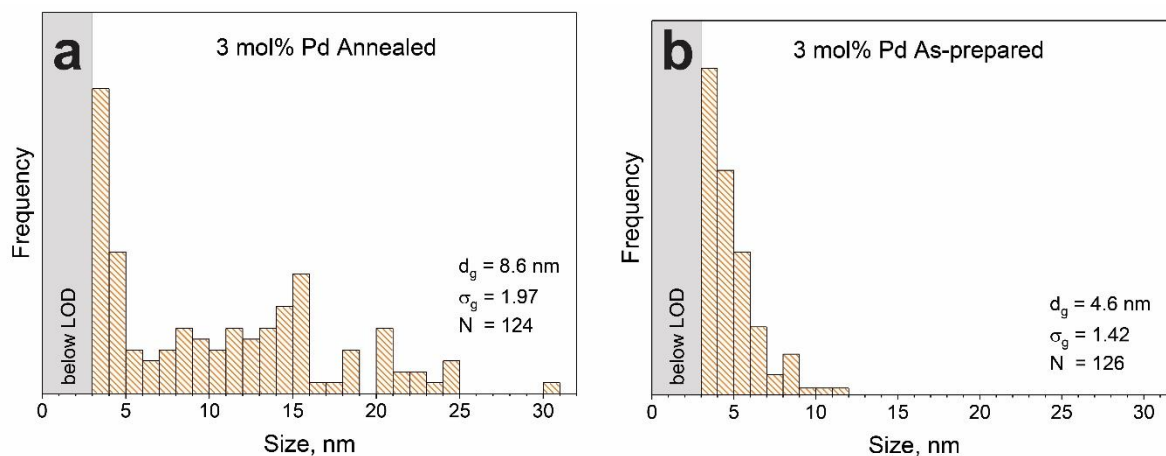 a
3 mol% Pd Annealed
Frequency
below LOD
d_g = 8.6 nm
σ_g = 1.97
N = 124
0 5 10 15 20 25 30
Size, nm
b
3 mol% Pd As-prepared
Frequency
below LOD
d_g = 4.6 nm
σ_g = 1.42
N = 126
0 5 10 15 20 25 30
Size, nm